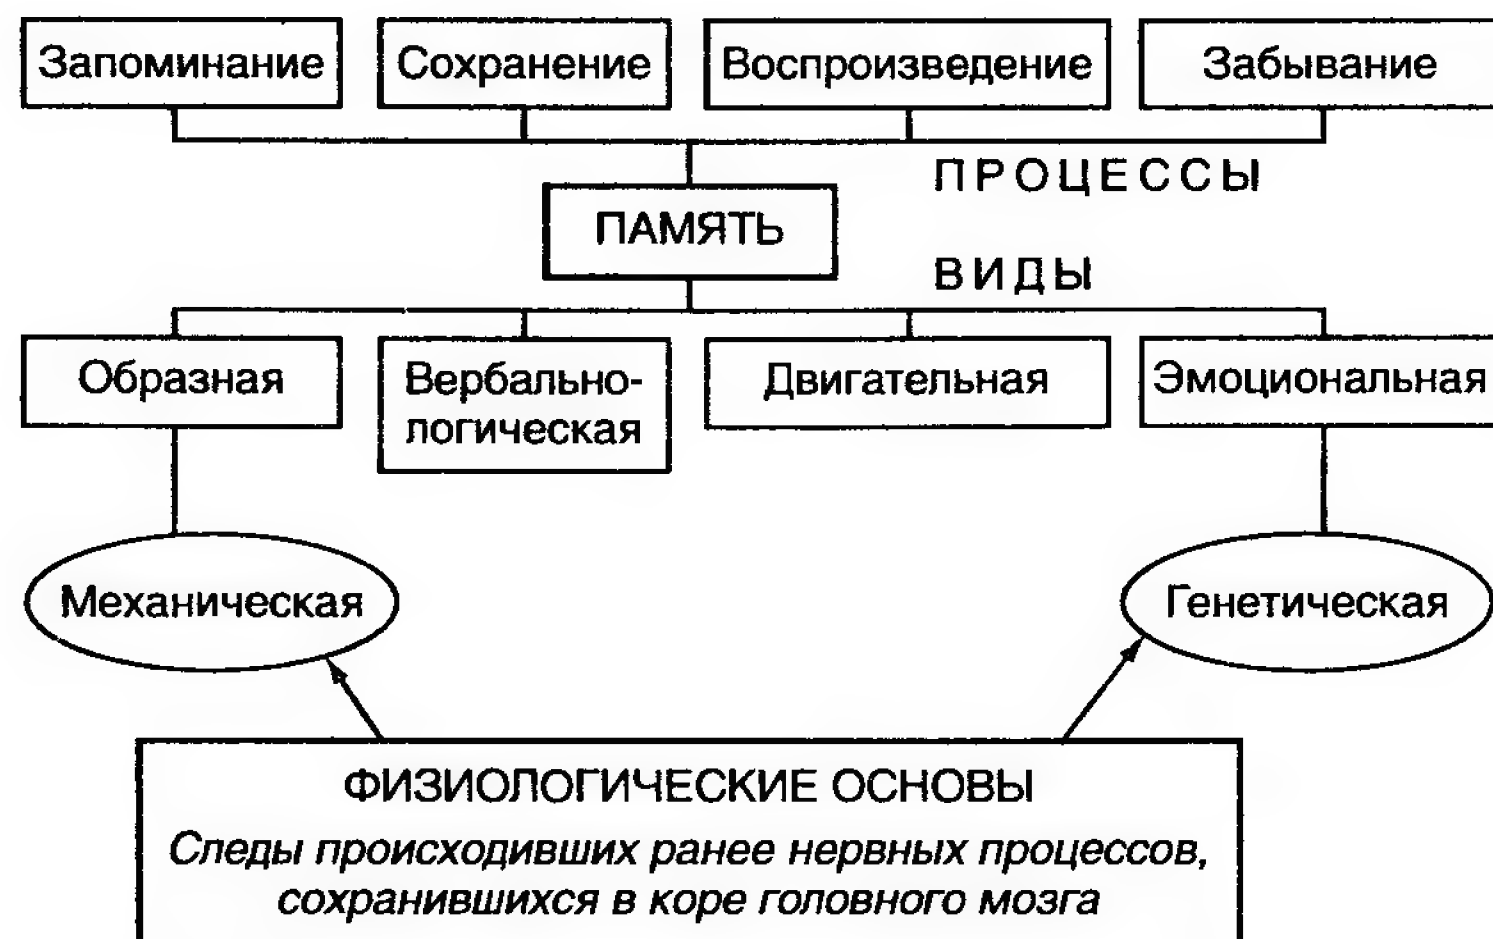 Запоминание Сохранение Воспроизведение Забывание
ПРОЦЕССЫ
ПАМЯТЬ
ВИДЫ
Образная Вербально- Двигательная Эмоциональная
логическая
Механическая Генетическая
ФИЗИОЛОГИЧЕСКИЕ ОСНОВЫ
Следы происходивших ранее нервных процессов,
сохранившихся в коре головного мозга